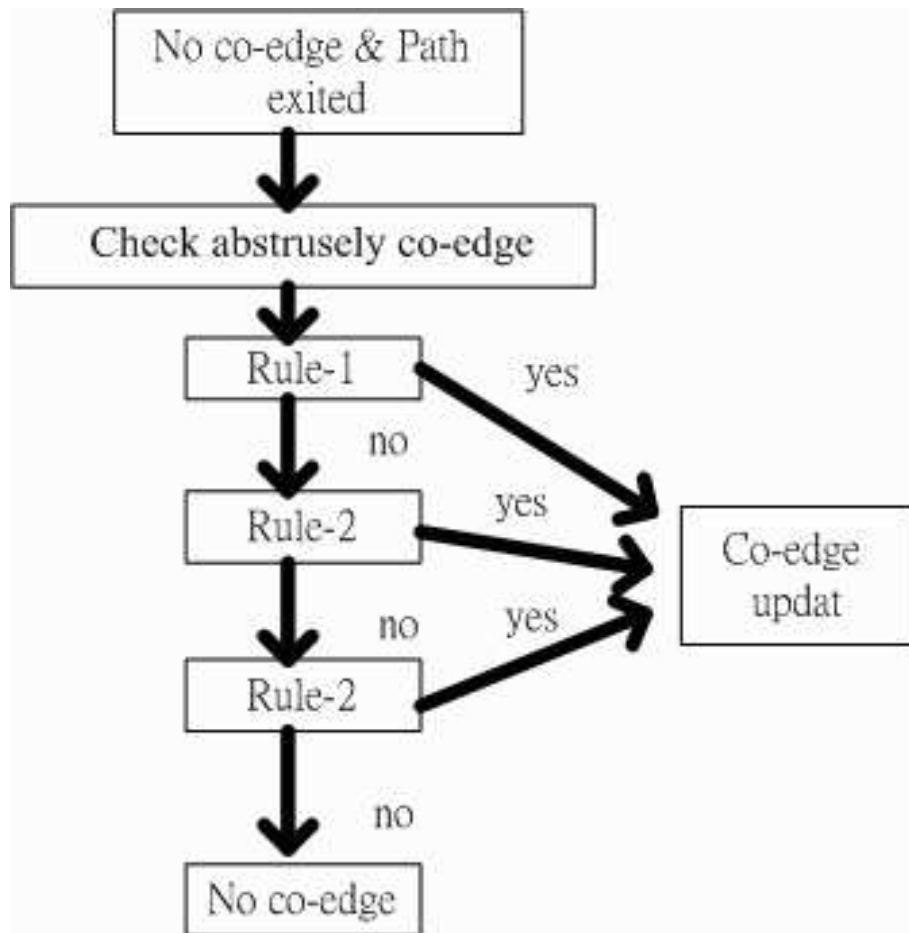 No co-edge & Path
exited
Check abstrusely co-edge
Rule-1
yes
no
Rule-2
yes
Co-edge
updat
no
yes
Rule-2
no
No co-edge